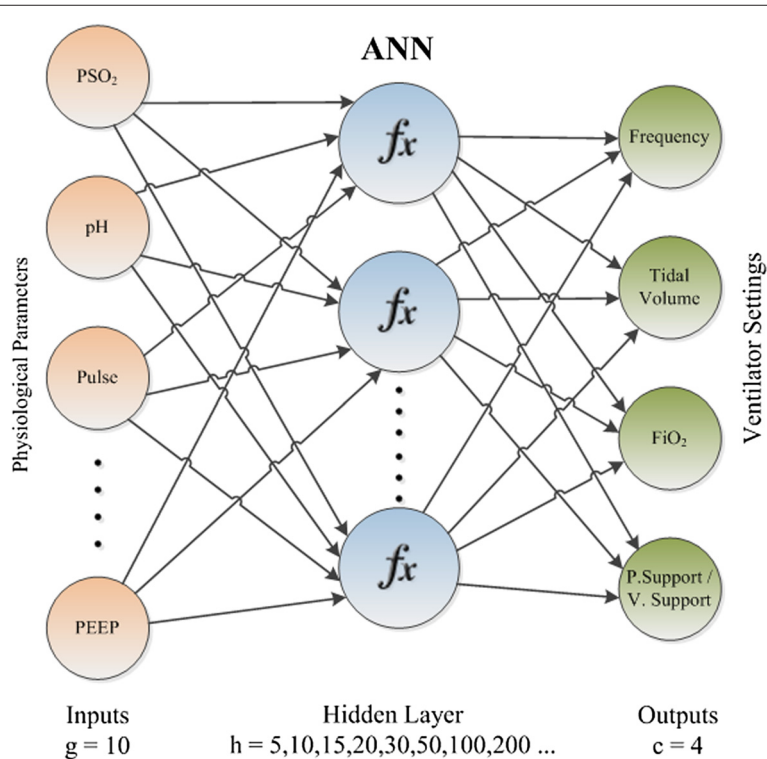 ANN
PSO₂
pH
Pulse
PEEP
Physiological Parameters
fx
fx
fx
Frequency
Tidal
Volume
FiO₂
P.Support /
V. Support
Ventilator Settings
Inputs
g = 10
Hidden Layer
h = 5,10,15,20,30,50,100,200 ...
Outputs
c = 4